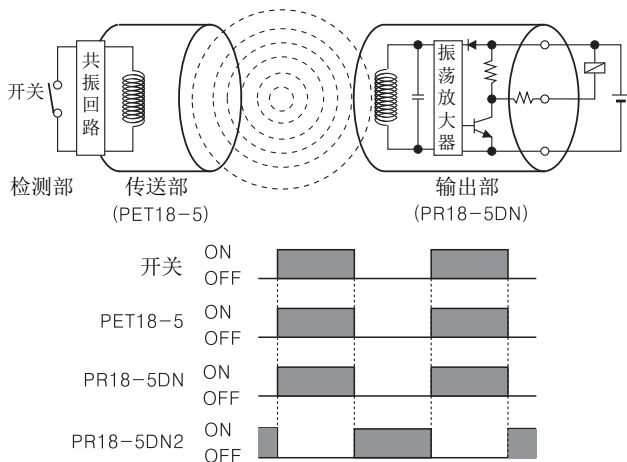 开关
共振回路
振荡放大器
检测部
传送部
(PET18-5)
输出部
(PR18-5DN)
开关
ON
OFF
PET18-5
ON
OFF
PR18-5DN
ON
OFF
PR18-5DN2
ON
OFF